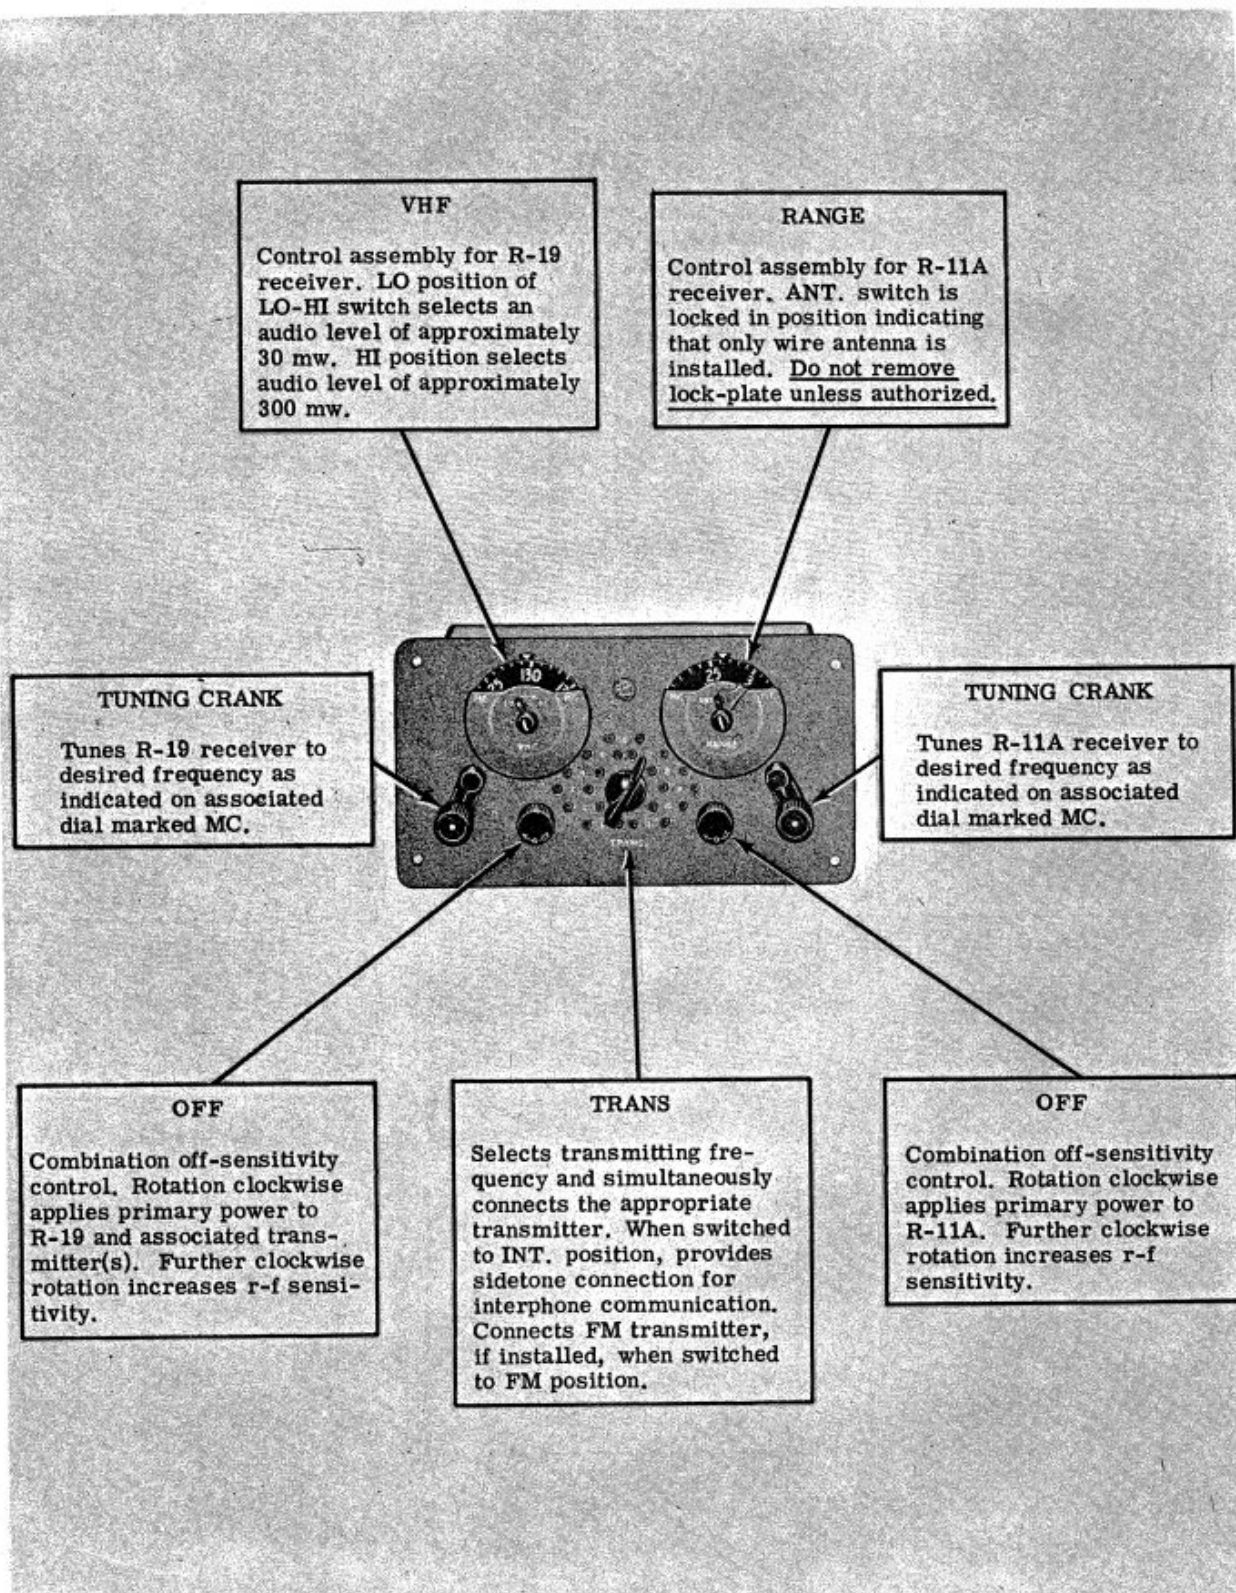 VHF
Control assembly for R-19
receiver. LO position of
LO-HI switch selects an
audio level of approximately
30 mw. HI position selects
audio level of approximately
300 mw.
RANGE
Control assembly for R-11A
receiver. ANT. switch is
locked in position indicating
that only wire antenna is
installed. Do not remove
lock-plate unless authorized.
TUNING CRANK
Tunes R-19 receiver to
desired frequency as
indicated on associated
dial marked MC.
130
25
3
RANGE
TRANS
TUNING CRANK
Tunes R-11A receiver to
desired frequency as
indicated on associated
dial marked MC.
OFF
Combination off-sensitivity
control. Rotation clockwise
applies primary power to
R-19 and associated trans-
mitter(s). Further clockwise
rotation increases r-f sensi-
tivity.
TRANS
Selects transmitting fre-
quency and simultaneously
connects the appropriate
transmitter. When switched
to INT. position, provides
sidetone connection for
interphone communication.
Connects FM transmitter,
if installed, when switched
to FM position.
OFF
Combination off-sensitivity
control. Rotation clockwise
applies primary power to
R-11A. Further clockwise
rotation increases r-f
sensitivity.